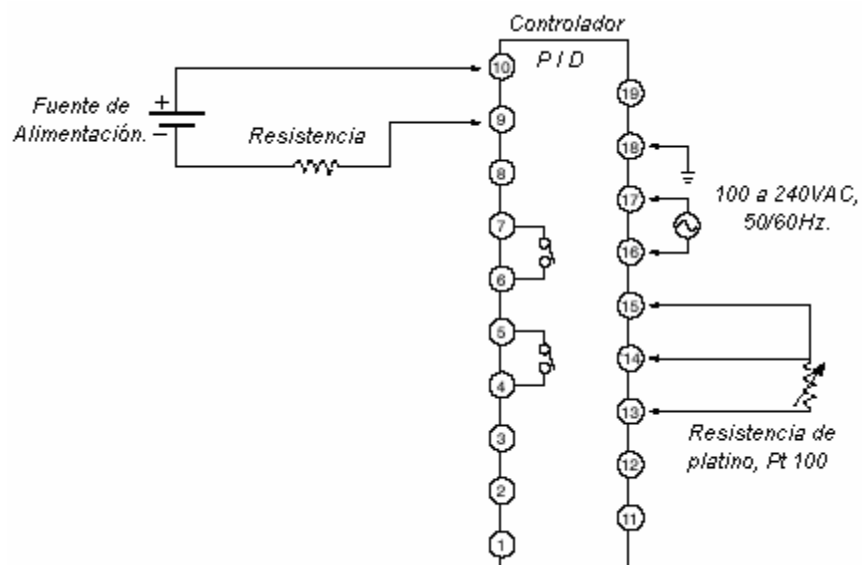 Controlador
P I D
Fuente de
Alimentación.
+
−
Resistencia
10
9
8
7
6
5
4
3
2
1
19
18
17
16
15
14
13
12
11
100 a 240VAC,
50/60Hz.
Resistencia de
platino, Pt 100